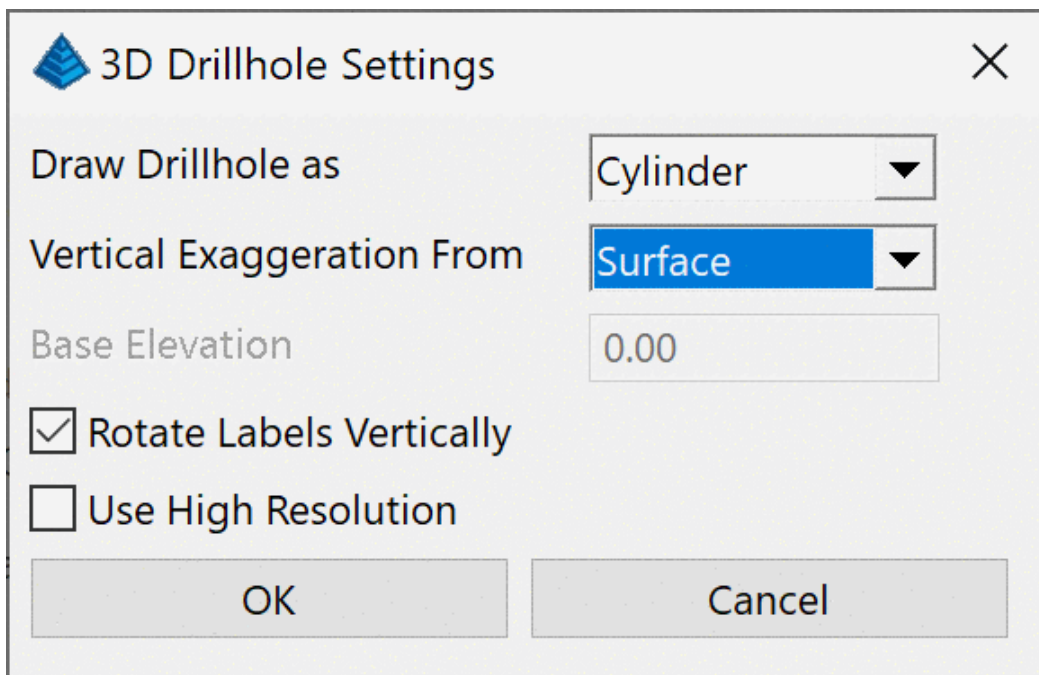 3D Drillhole Settings
Draw Drillhole as Cylinder
Vertical Exaggeration From Surface
Base Elevation 0.00
Rotate Labels Vertically
Use High Resolution
OK Cancel